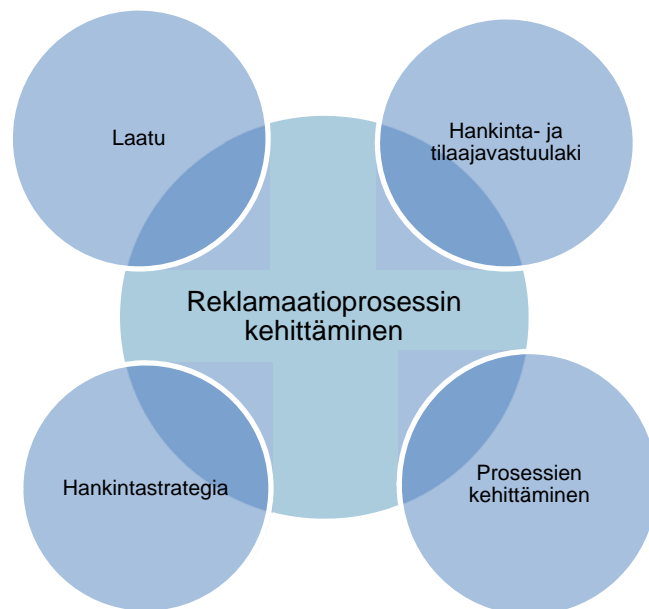 Laatu
Hankinta- ja
tilaajavastuulaki
Reklamaatioprosessin
kehittäminen
Hankintastrategia
Prosessien
kehittäminen